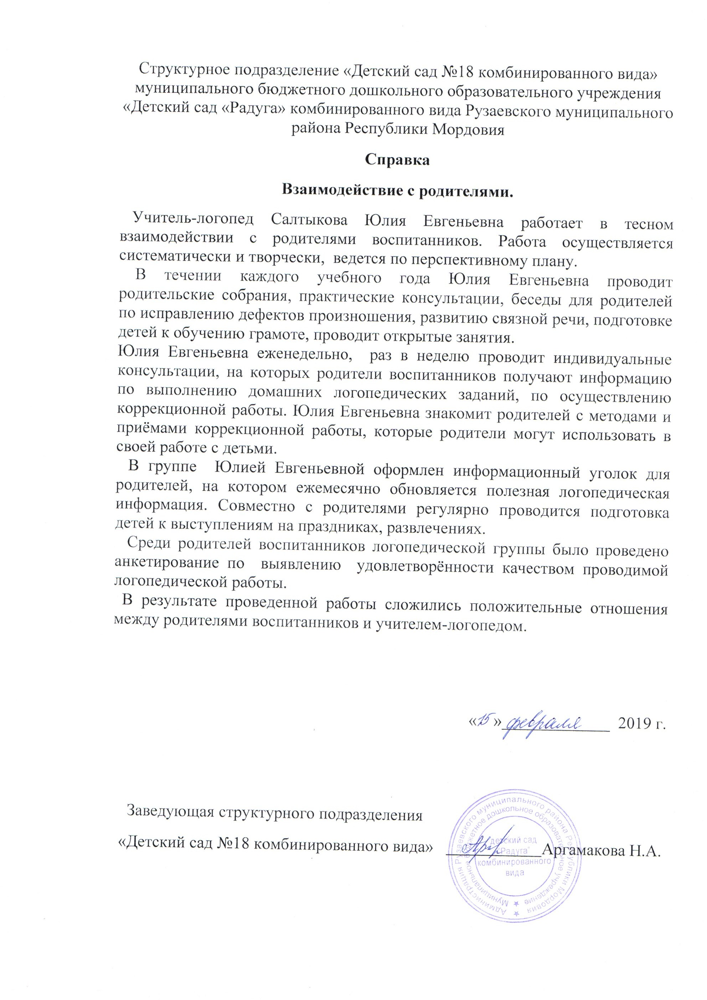 Структурное подразделение «Детский сад №18 комбинированного вида»
муниципального бюджетного дошкольного образовательного учреждения
«Детский сад «Радуга» комбинированного вида Рузаевского муниципального
района Республики Мордовия
Справка
Взаимодействие с родителями.
Учитель-логопед Салтыкова Юлия Евгеньевна работает в тесном
взаимодействии с родителями воспитанников. Работа осуществляется
систематически и творчески, ведется по перспективному плану.
В течении каждого учебного года Юлия Евгеньевна проводит
родительские собрания, практические консультации, беседы для родителей
по исправлению дефектов произношения, развитию связной речи, подготовке
детей к обучению грамоте, проводит открытые занятия.
Юлия Евгеньевна еженедельно, раз в неделю проводит индивидуальные
консультации, на которых родители воспитанников получают информацию
по выполнению домашних логопедических заданий, по осуществлению
коррекционной работы. Юлия Евгеньевна знакомит родителей с методами и
приёмами коррекционной работы, которые родители могут использовать в
своей работе с детьми.
В группе Юлией Евгеньевной оформлен информационный уголок для
родителей, на котором ежемесячно обновляется полезная логопедическая
информация. Совместно с родителями регулярно проводится подготовка
детей к выступлениям на праздниках, развлечениях.
Среди родителей воспитанников логопедической группы было проведено
анкетирование по выявлению удовлетворённости качеством проводимой
логопедической работы.
В результате проведенной работы сложились положительные отношения
между родителями воспитанников и учителем-логопедом.
«15» февраля 2019 г.
Заведующая структурного подразделения
«Детский сад №18 комбинированного вида» ____________Аргамакова Н.А.
Администрация Рузаевского муниципального района Республики Мордовия
Муниципальное бюджетное дошкольное образовательное учреждение
детский сад
"Радуга"
комбинированного
вида